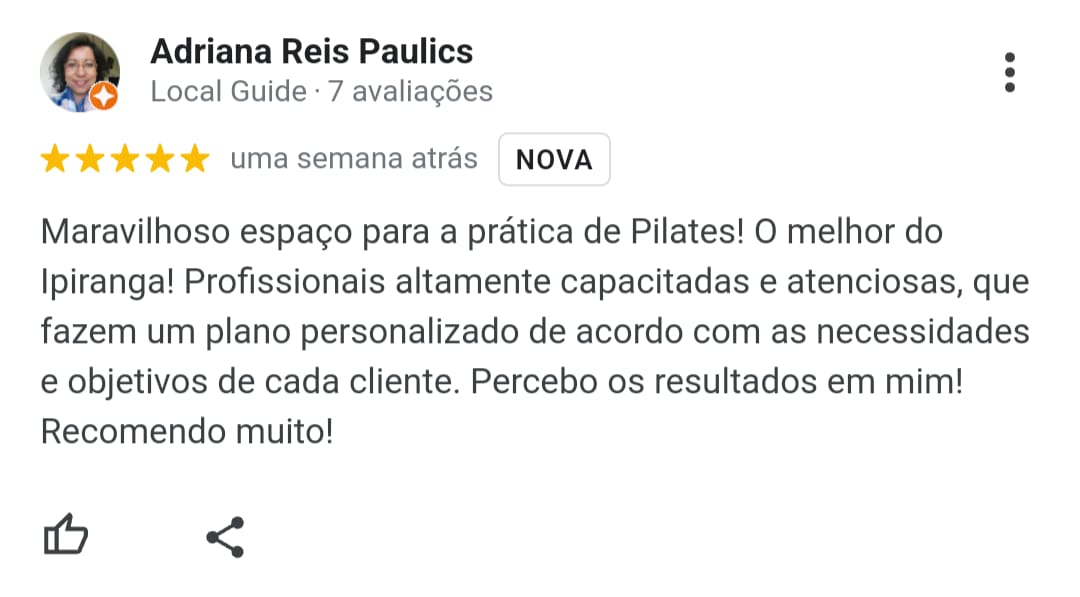 Adriana Reis Paulics
Local Guide · 7 avaliações
uma semana atrás NOVA
Maravilhoso espaço para a prática de Pilates! O melhor do
Ipiranga! Profissionais altamente capacitadas e atenciosas, que
fazem um plano personalizado de acordo com as necessidades
e objetivos de cada cliente. Percebo os resultados em mim!
Recomendo muito!